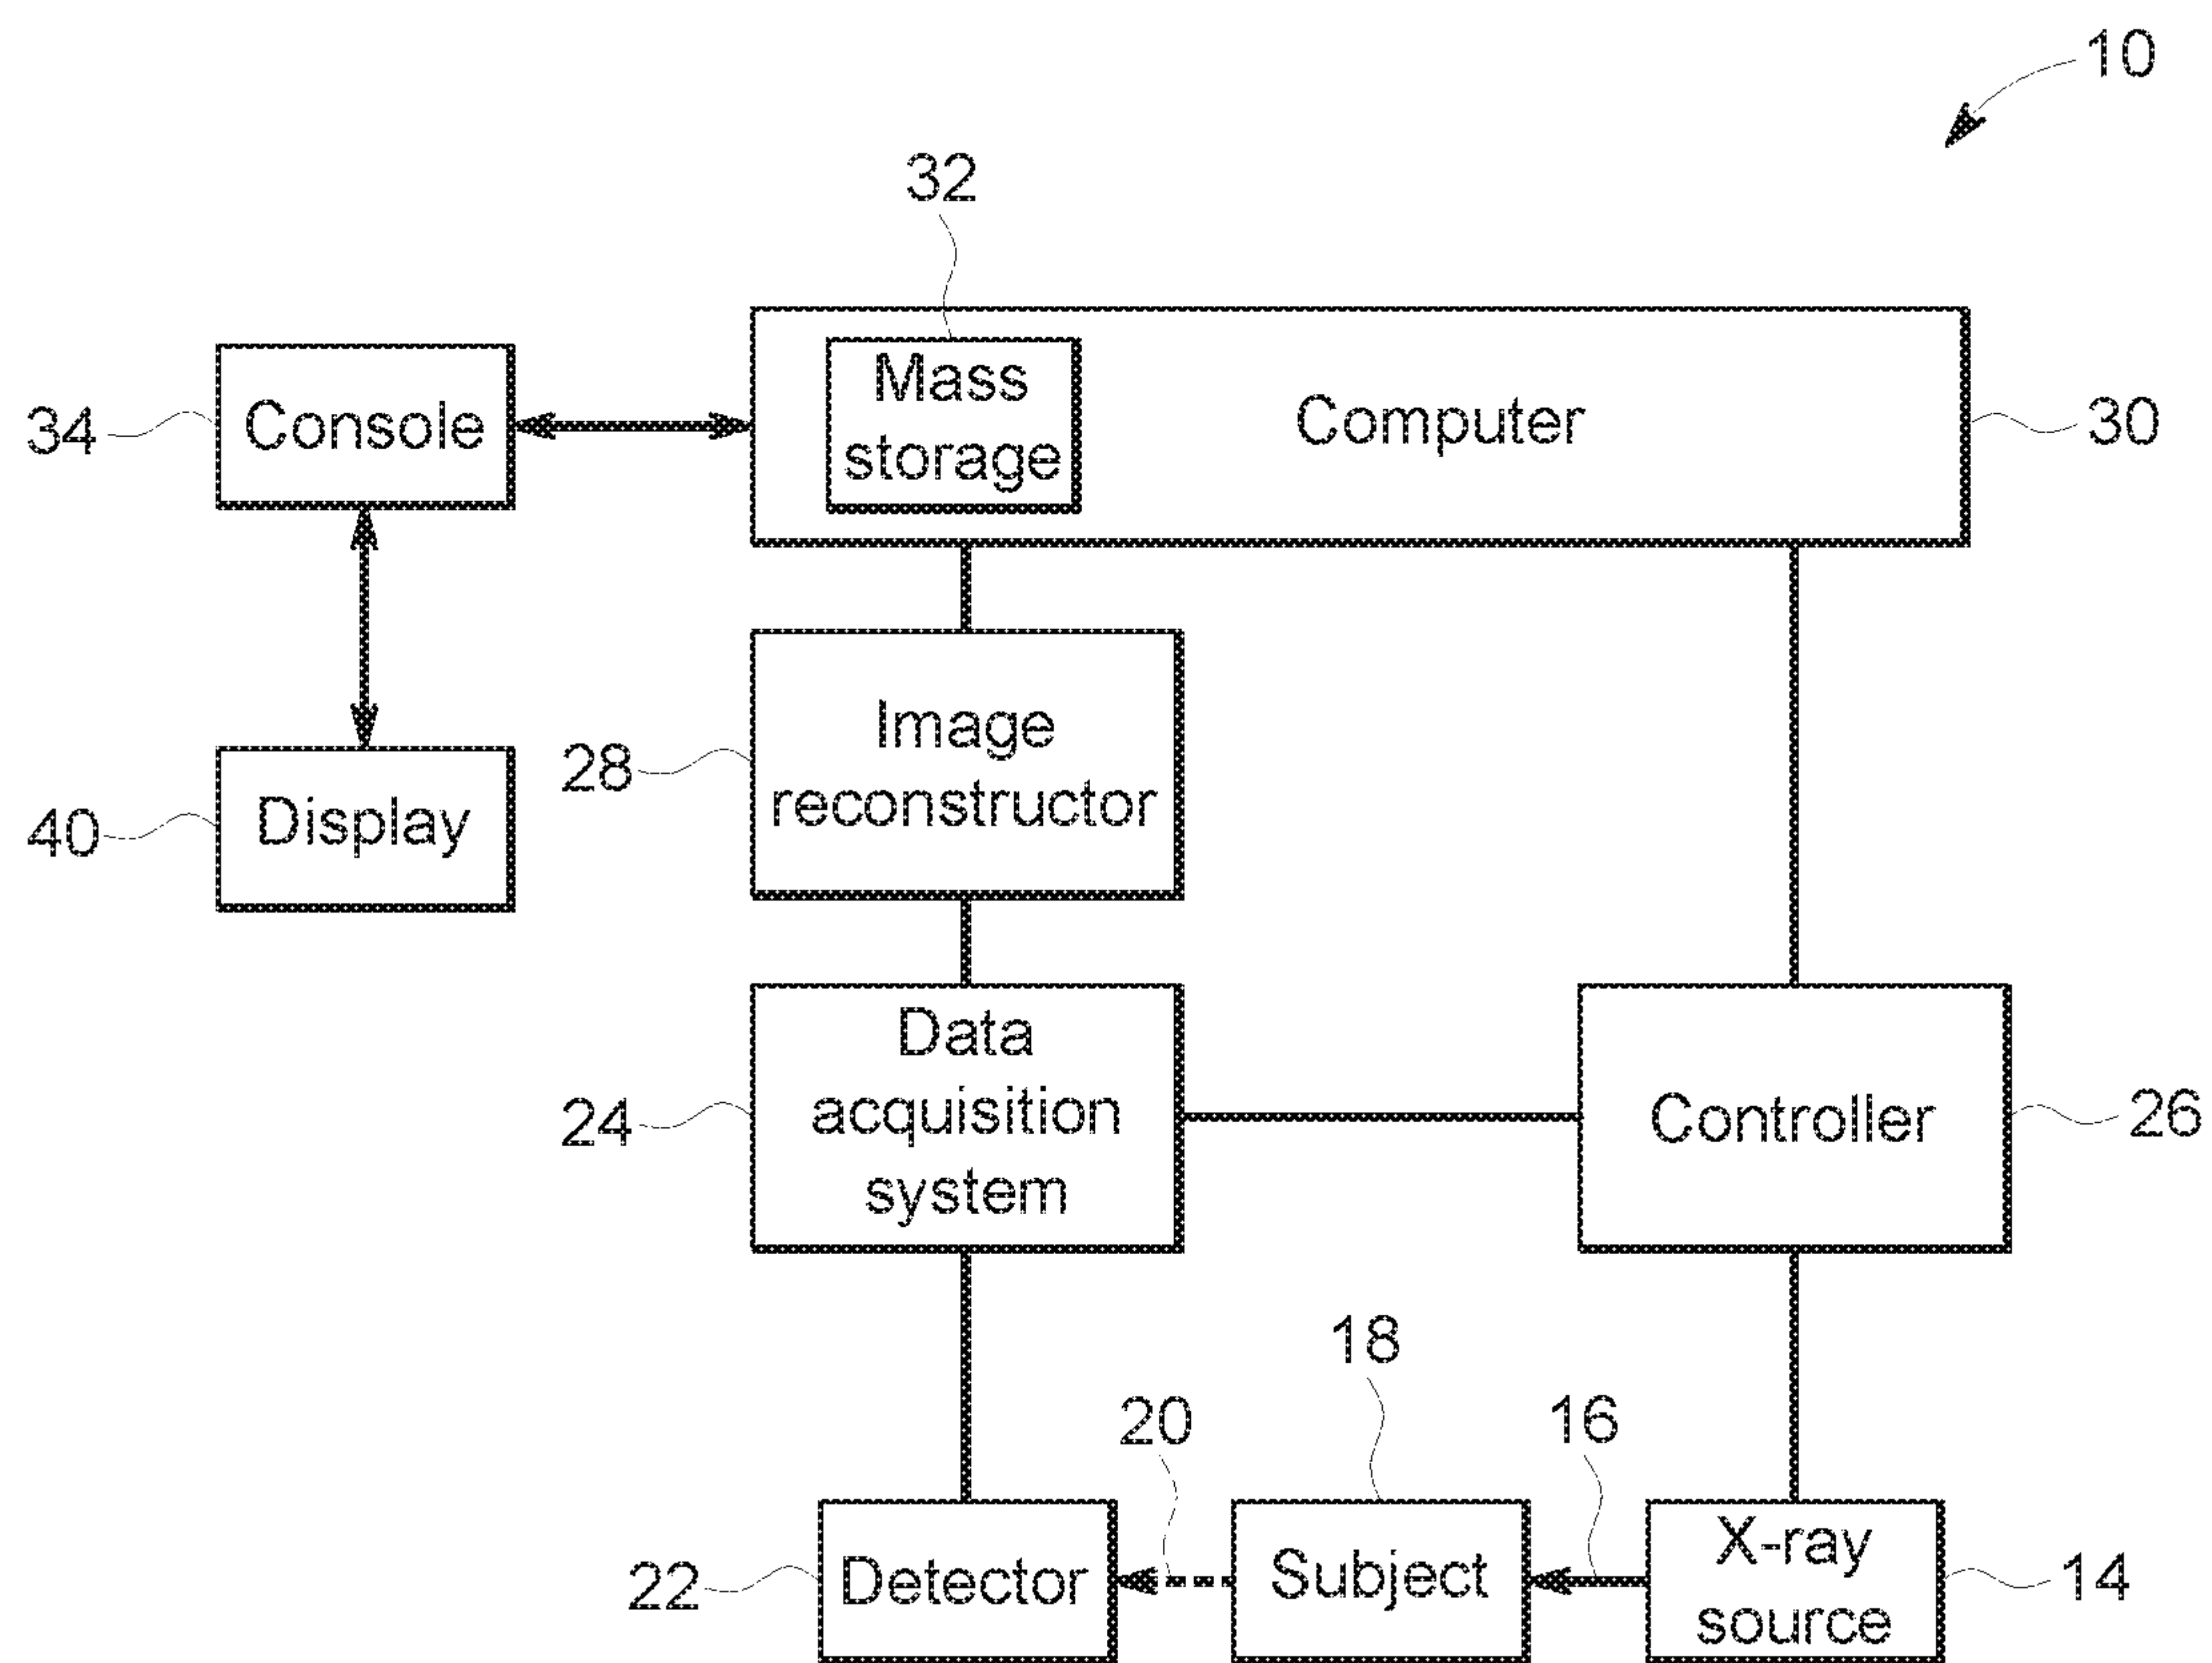 10
32
Mass
storage
Computer
30
34
Console
28
Image
reconstructor
40
Display
24
Data
acquisition
system
Controller
26
18
20
16
22
Detector
Subject
X-ray
source
14